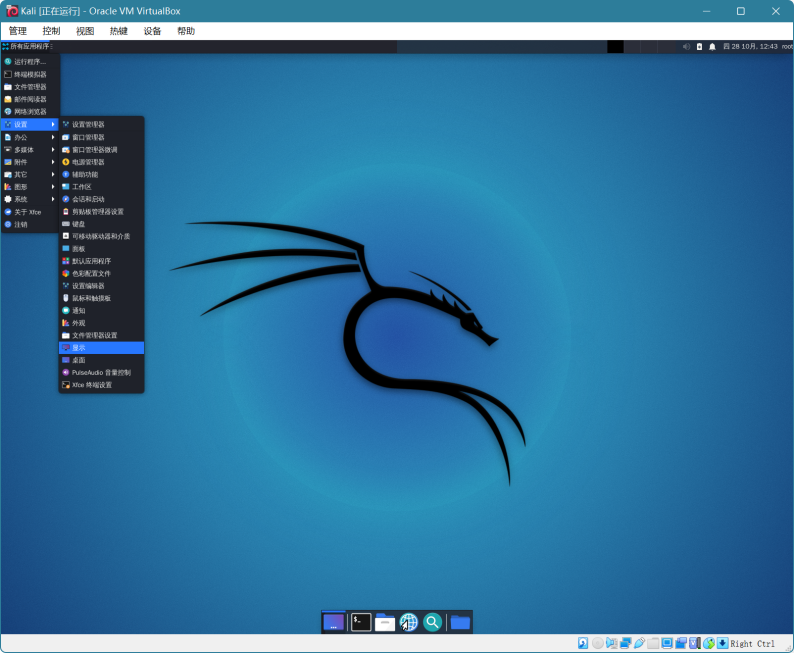 Kali [正在运行] - Oracle VM VirtualBox
管理 控制 视图 热键 设备 帮助
所有应用程序 四 28 10月, 12:43 root
运行程序...
终端模拟器
文件管理器
邮件阅读器
网络浏览器
设置
办公
多媒体
附件
其它
图形
系统
关于 Xfce
注销
设置管理器
窗口管理器
窗口管理器微调
电源管理器
辅助功能
工作区
会话和启动
剪贴板管理器设置
键盘
可移动驱动器和介质
面板
默认应用程序
色彩配置文件
设置编辑器
鼠标和触摸板
通知
外观
文件管理器设置
显示
桌面
PulseAudio 音量控制
Xfce 终端设置
Right Ctrl